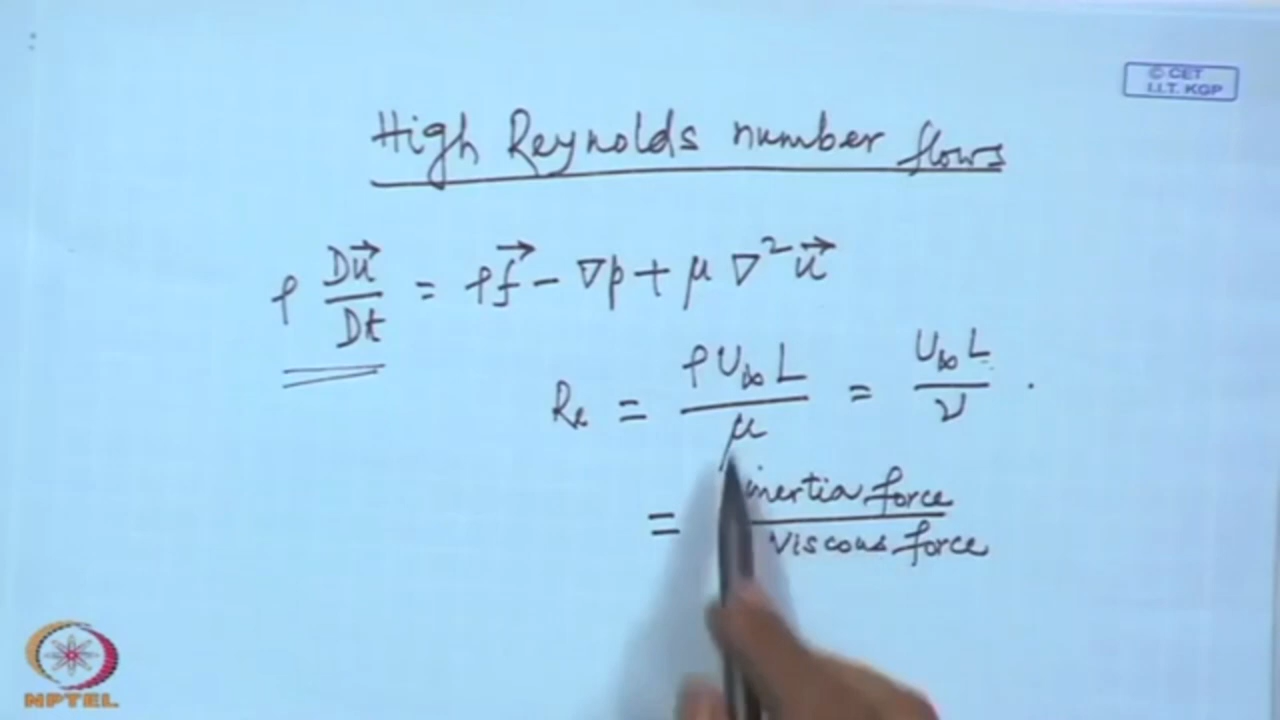 © CET
I.I.T. KGP
High Reynolds number flows
ρ Du⃗/Dt = ρf⃗ - ∇p + μ ∇²u⃗
Re = ρU∞L/μ = U∞L/ν .
= inertia force/viscous force
NPTEL